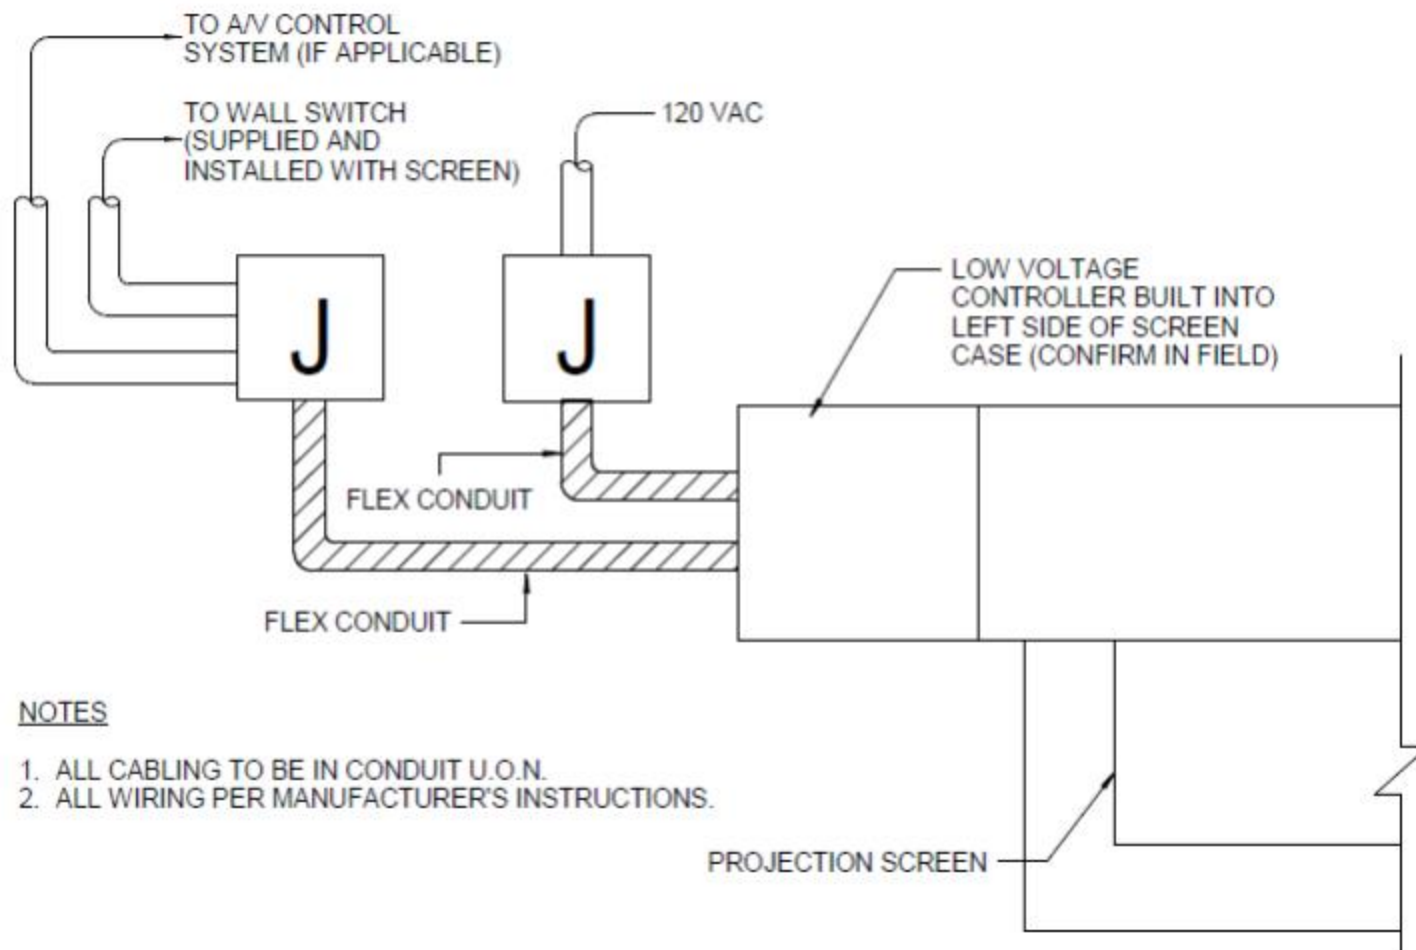 TO A/V CONTROL
SYSTEM (IF APPLICABLE)
TO WALL SWITCH
(SUPPLIED AND
INSTALLED WITH SCREEN)
120 VAC
J
J
LOW VOLTAGE
CONTROLLER BUILT INTO
LEFT SIDE OF SCREEN
CASE (CONFIRM IN FIELD)
FLEX CONDUIT
FLEX CONDUIT
NOTES
1. ALL CABLING TO BE IN CONDUIT U.O.N.
2. ALL WIRING PER MANUFACTURER'S INSTRUCTIONS.
PROJECTION SCREEN